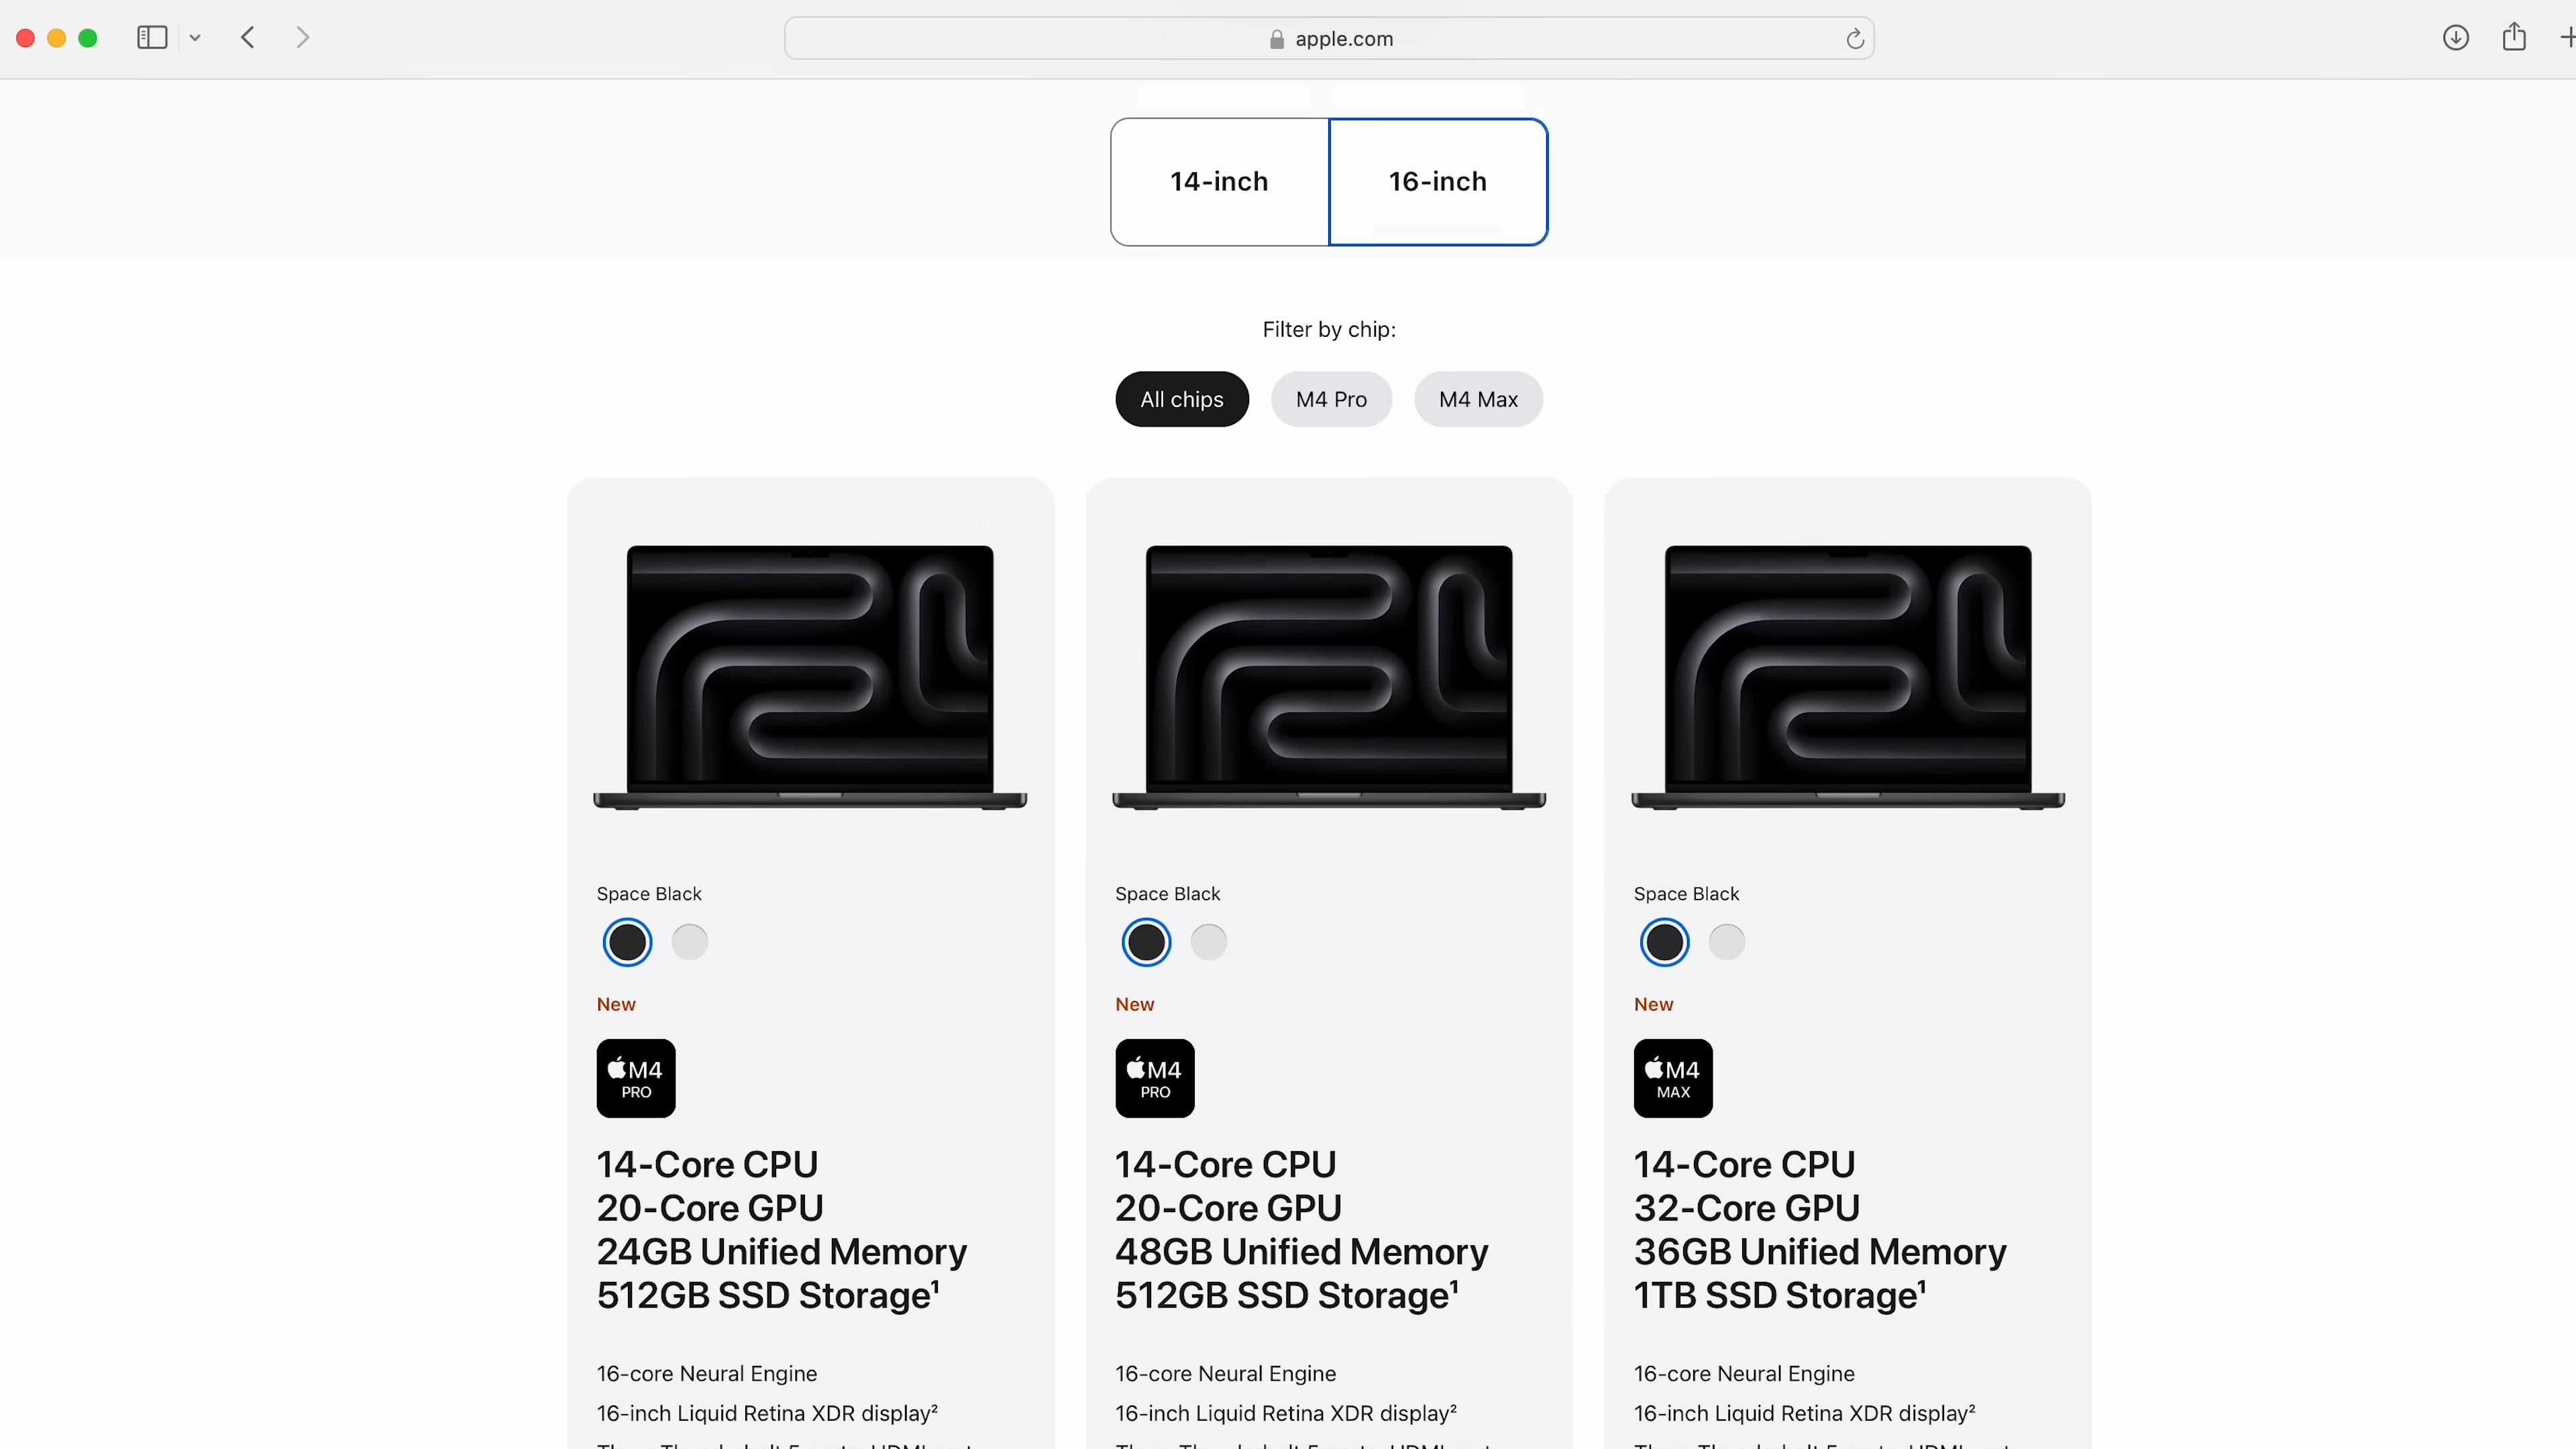 apple.com
14-inch
16-inch
Filter by chip:
All chips
M4 Pro
M4 Max
Space Black
New
M4
PRO
14-Core CPU
20-Core GPU
24GB Unified Memory
512GB SSD Storage¹
16-core Neural Engine
16-inch Liquid Retina XDR display²
Space Black
New
M4
PRO
14-Core CPU
20-Core GPU
48GB Unified Memory
512GB SSD Storage¹
16-core Neural Engine
16-inch Liquid Retina XDR display²
Space Black
New
M4
MAX
14-Core CPU
32-Core GPU
36GB Unified Memory
1TB SSD Storage¹
16-core Neural Engine
16-inch Liquid Retina XDR display²